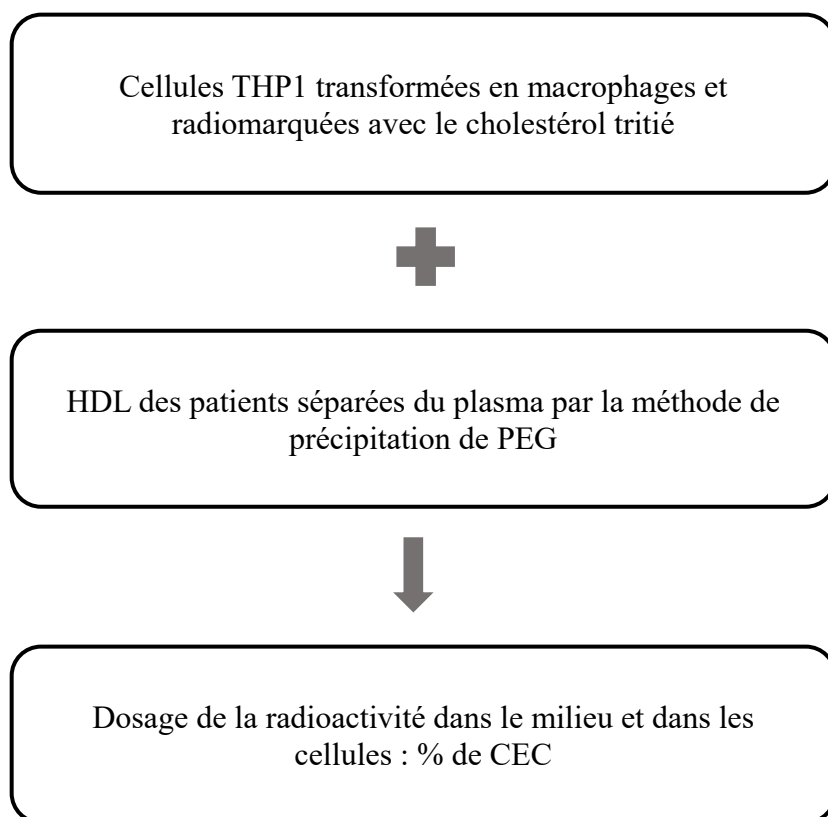 Cellules THP1 transformées en macrophages et
radiomarquées avec le cholestérol tritié
HDL des patients séparées du plasma par la méthode de
précipitation de PEG
Dosage de la radioactivité dans le milieu et dans les
cellules : % de CEC